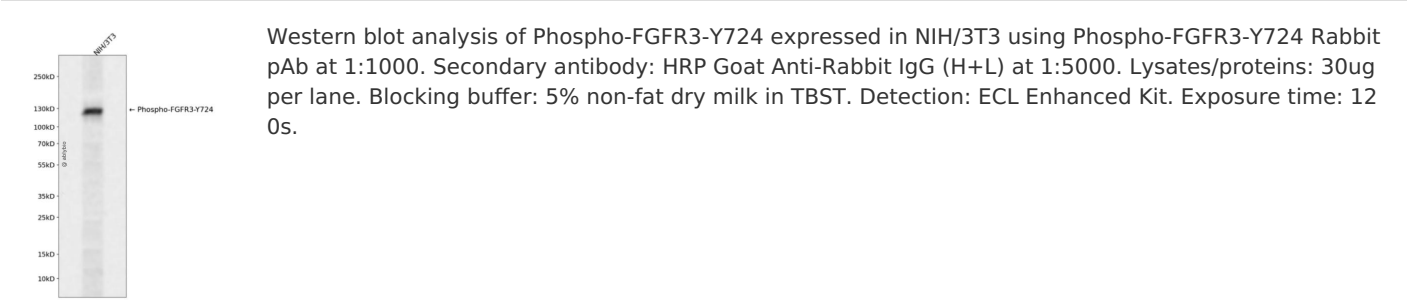 NIH/3T3
250kD
130kD
← Phospho-FGFR3-Y724
100kD
70kD
55kD
35kD
25kD
15kD
10kD
Western blot analysis of Phospho-FGFR3-Y724 expressed in NIH/3T3 using Phospho-FGFR3-Y724 Rabbit
pAb at 1:1000. Secondary antibody: HRP Goat Anti-Rabbit IgG (H+L) at 1:5000. Lysates/proteins: 30ug
per lane. Blocking buffer: 5% non-fat dry milk in TBST. Detection: ECL Enhanced Kit. Exposure time: 12
0s.